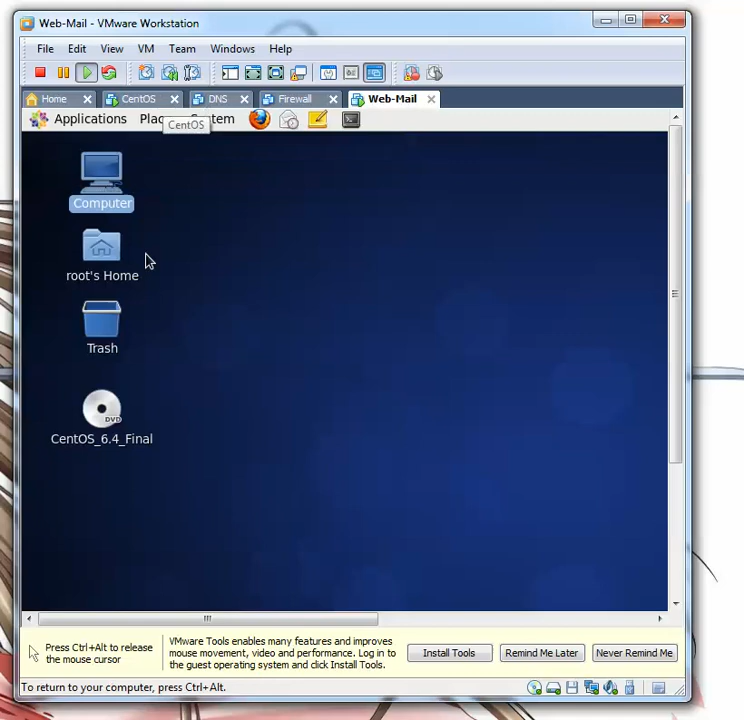 Web-Mail - VMware Workstation
File Edit View VM Team Windows Help
Home CentOS DNS Firewall Web-Mail
Applications Plac System
CentOS
Computer
root's Home
Trash
DVD
CentOS_6.4_Final
Press Ctrl+Alt to release
the mouse cursor
VMware Tools enables many features and improves
mouse movement, video and performance. Log in to
the guest operating system and click Install Tools.
Install Tools Remind Me Later Never Remind Me
To return to your computer, press Ctrl+Alt.